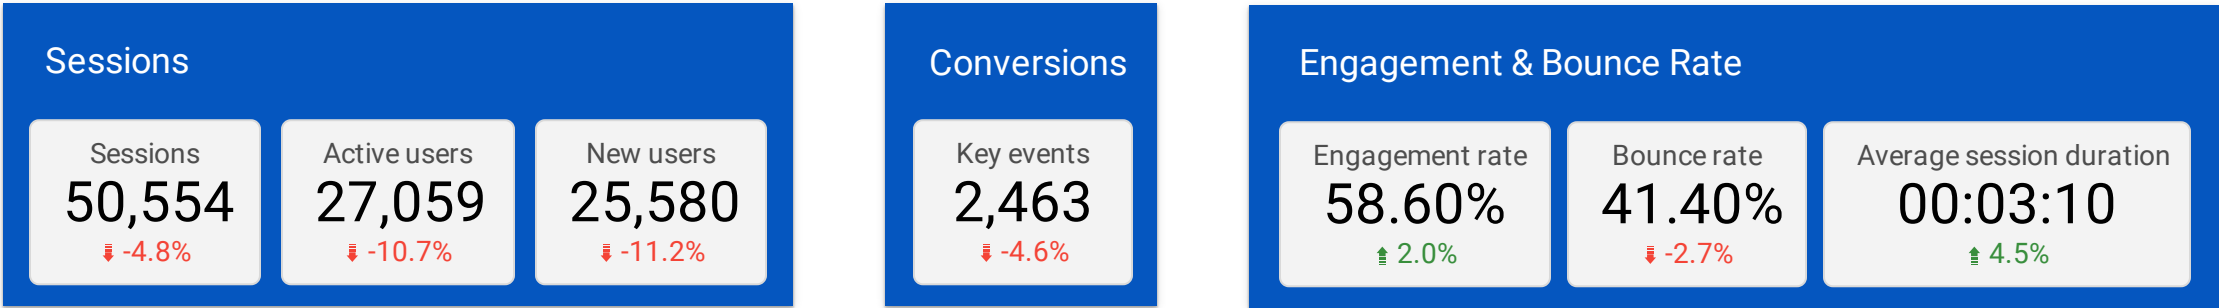 Sessions
Sessions
50,554
-4.8%
Active users
27,059
-10.7%
New users
25,580
-11.2%
Conversions
Key events
2,463
-4.6%
Engagement & Bounce Rate
Engagement rate
58.60%
2.0%
Bounce rate
41.40%
-2.7%
Average session duration
00:03:10
4.5%